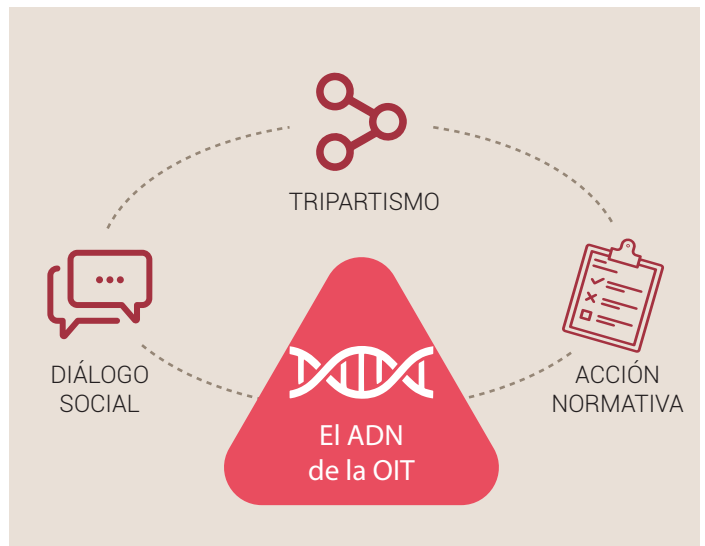 TRIPARTISMO
DIÁLOGO
SOCIAL
ACCIÓN
NORMATIVA
El ADN
de la OIT